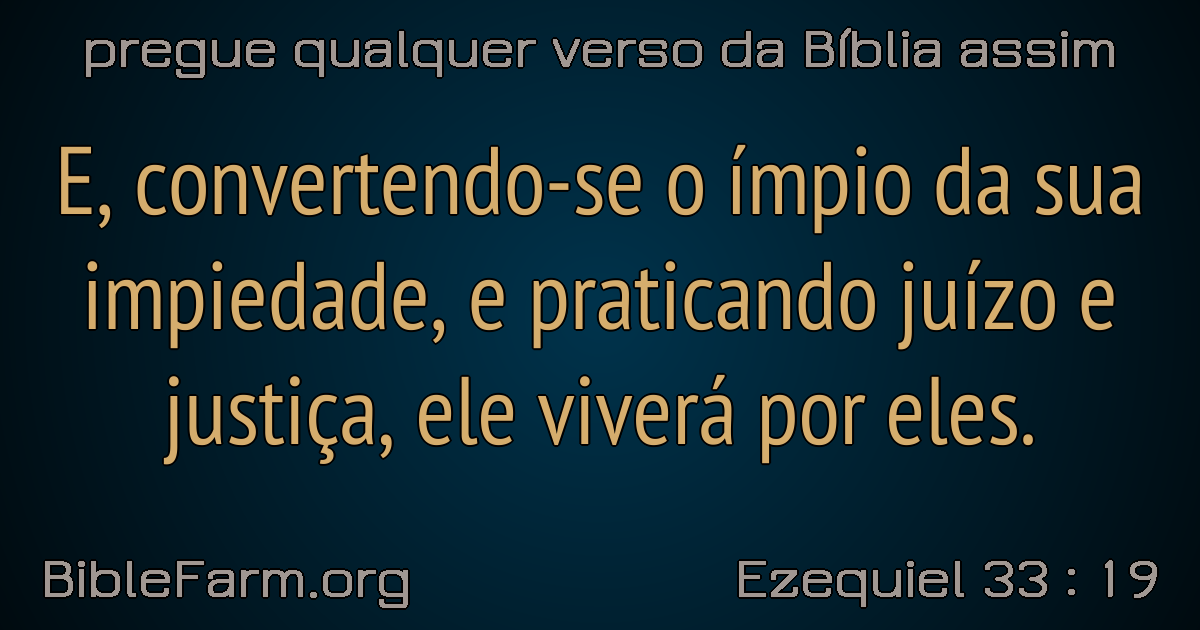 pregue qualquer verso da Bíblia assim
E, convertendo-se o ímpio da sua
impiedade, e praticando juízo e
justiça, ele viverá por eles.
BibleFarm.org
Ezequiel 33 : 19